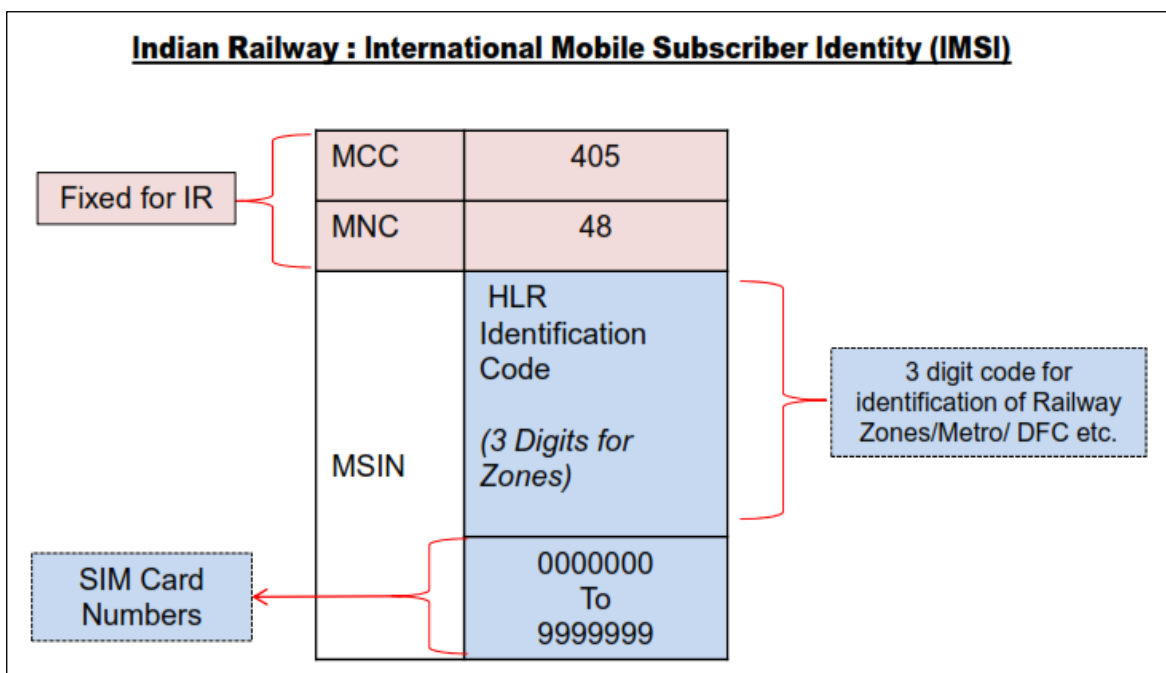 Indian Railway : International Mobile Subscriber Identity (IMSI)
Fixed for IR
MCC
405
MNC
48
MSIN
HLR
Identification
Code
(3 Digits for
Zones)
3 digit code for
identification of Railway
Zones/Metro/ DFC etc.
SIM Card
Numbers
0000000
To
9999999